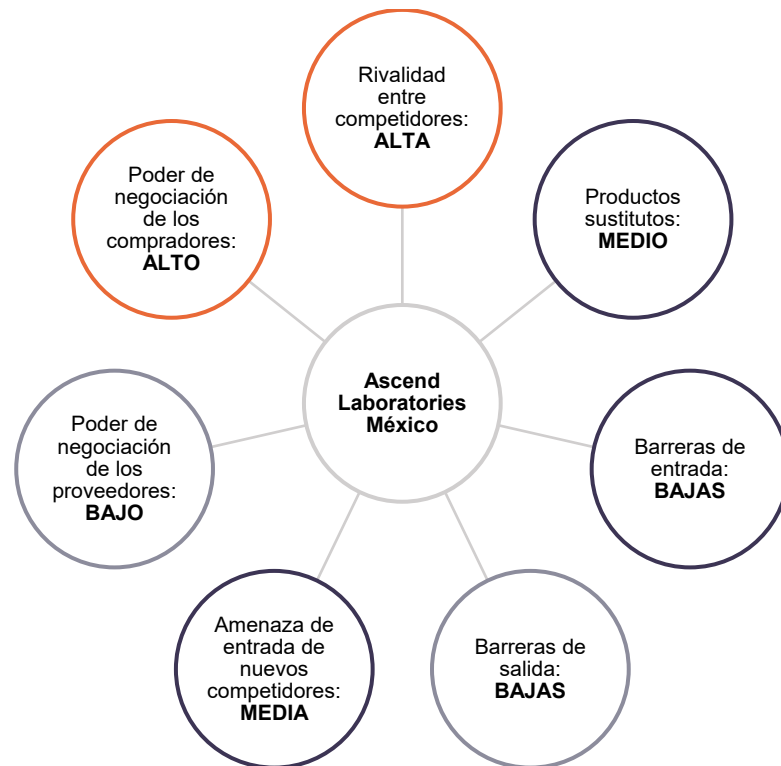 Rivalidad
entre
competidores:
ALTA
Productos
sustitutos:
MEDIO
Barreras de
entrada:
BAJAS
Barreras de
salida:
BAJAS
Amenaza de
entrada de
nuevos
competidores:
MEDIA
Poder de
negociación
de los
proveedores:
BAJO
Poder de
negociación
de los
compradores:
ALTO
Ascend
Laboratories
México